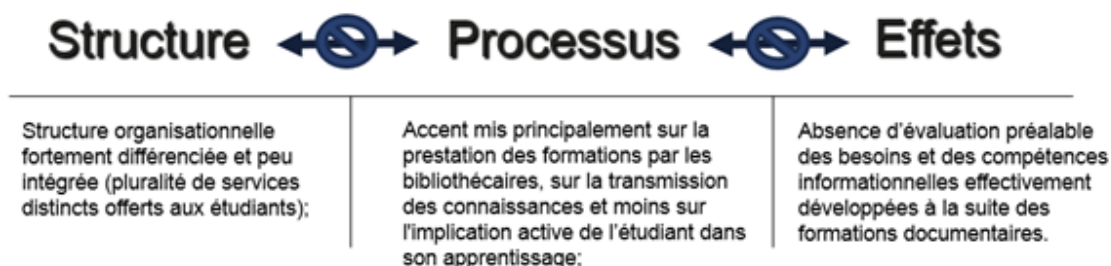 Structure Processus Effets
Structure organisationnelle
fortement différenciée et peu
intégrée (pluralité de services
distincts offerts aux étudiants);
Accent mis principalement sur la
prestation des formations par les
bibliothécaires, sur la transmission
des connaissances et moins sur
l'implication active de l'étudiant dans
son apprentissage;
Absence d'évaluation préalable
des besoins et des compétences
informationnelles effectivement
développées à la suite des
formations documentaires.